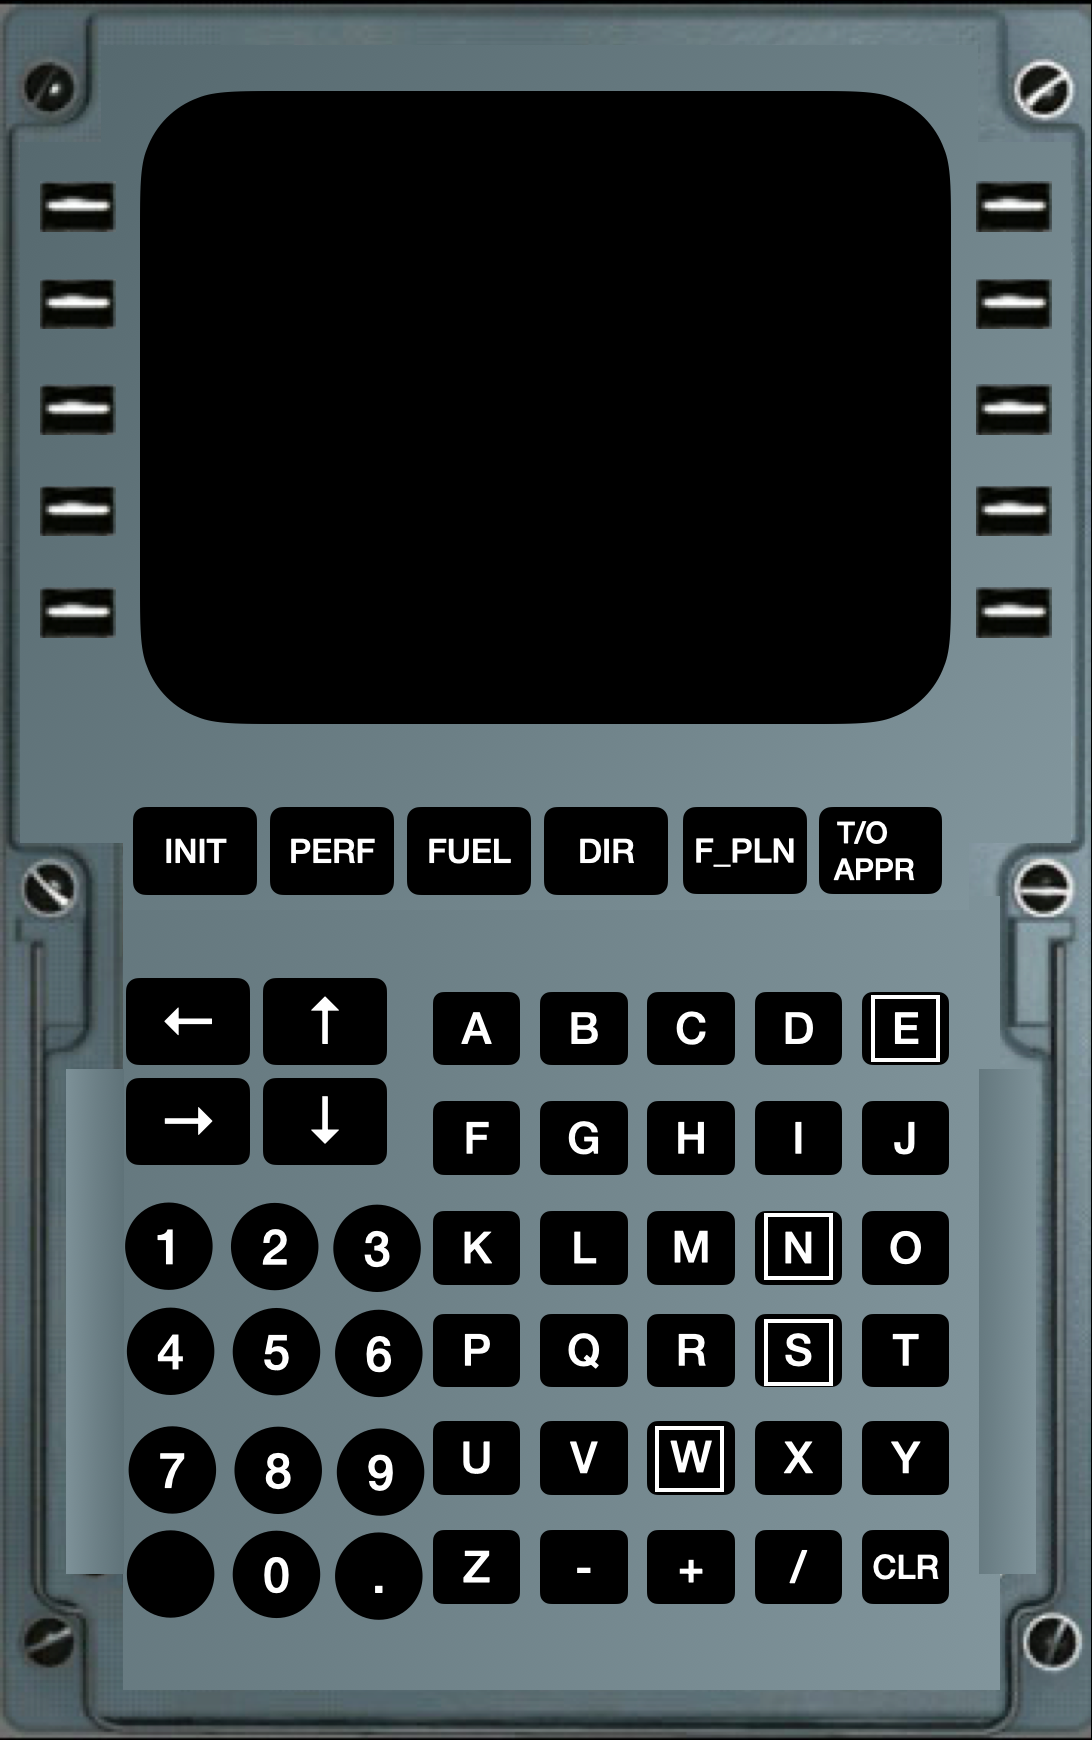 INIT PERF FUEL DIR F_PLN T/O
APPR
← ↑ A B C D E
→ ↓ F G H I J
1 2 3 K L M N O
4 5 6 P Q R S T
7 8 9 U V W X Y
0 . Z - + / CLR